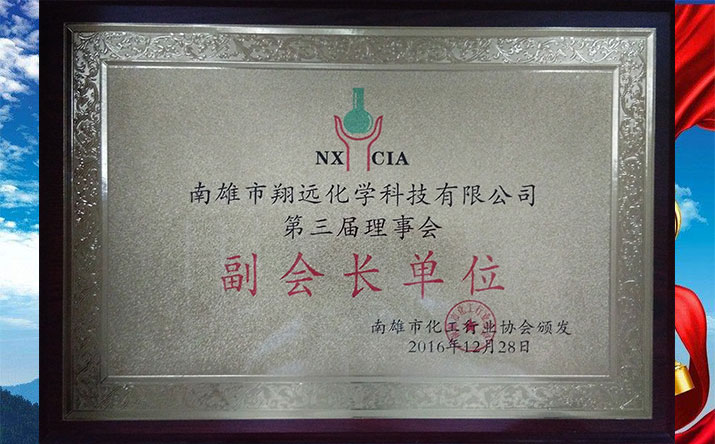 NX CIA
南雄市翔远化学科技有限公司
第三届理事会
副会长单位
南雄市化工行业协会颁发
2016年12月28日